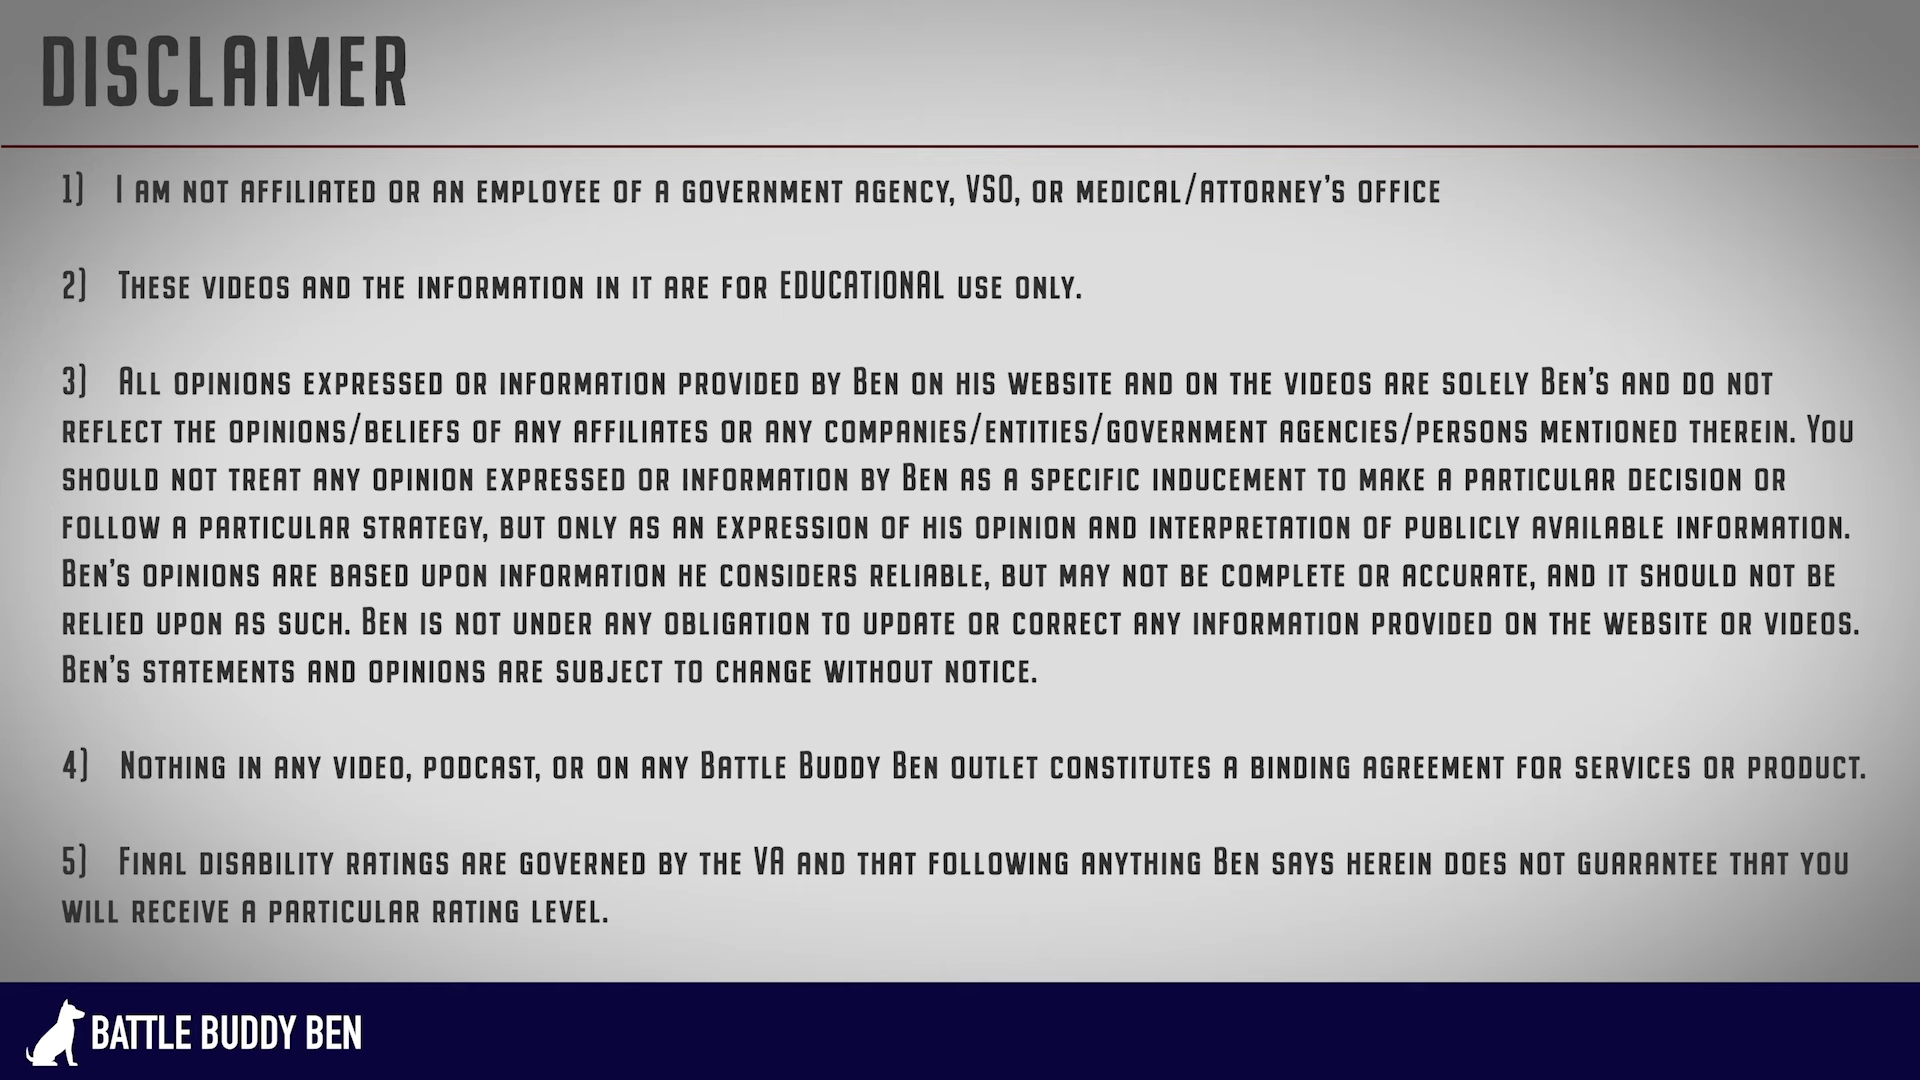 DISCLAIMER
1) I am not affiliated or an employee of a government agency, VSO, or medical/attorney's office
2) These videos and the information in it are for EDUCATIONAL use only.
3) All opinions expressed or information provided by Ben on his website and on the videos are solely Ben's and do not
reflect the opinions/beliefs of any affiliates or any companies/entities/government agencies/persons mentioned therein. You
should not treat any opinion expressed or information by Ben as a specific inducement to make a particular decision or
follow a particular strategy, but only as an expression of his opinion and interpretation of publicly available information.
Ben's opinions are based upon information he considers reliable, but may not be complete or accurate, and it should not be
relied upon as such. Ben is not under any obligation to update or correct any information provided on the website or videos.
Ben's statements and opinions are subject to change without notice.
4) Nothing in any video, podcast, or on any Battle Buddy Ben outlet constitutes a binding agreement for services or product.
5) Final disability ratings are governed by the VA and that following anything Ben says herein does not guarantee that you
will receive a particular rating level.
BATTLE BUDDY BEN